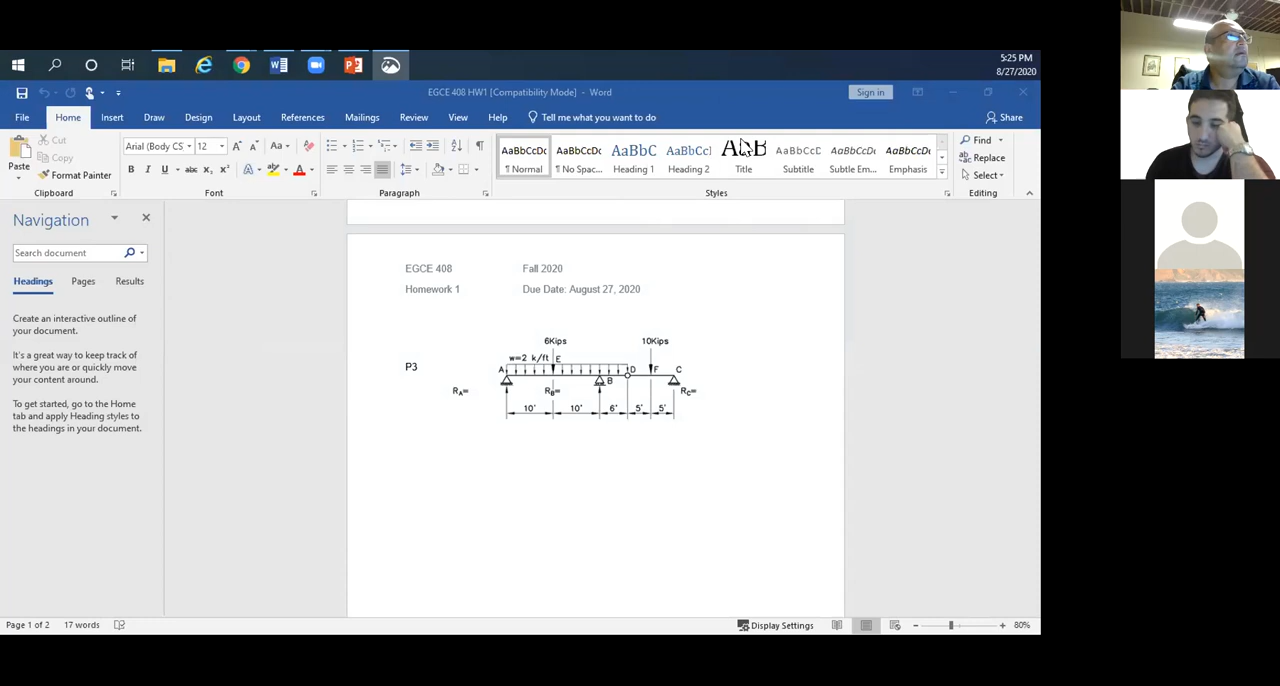 5:25 PM
8/27/2020
EGCE 408 HW1 [Compatibility Mode] - Word
Sign in
File Home Insert Draw Design Layout References Mailings Review View Help Tell me what you want to do
Share
Paste
Cut
Copy
Format Painter
Clipboard
Arial (Body CS 12
Aa
B I U abc A ab A
Font
Paragraph
AaBbCcDc AaBbCcDc AaBbC AaBbCcl AaB AaBbCcD AaBbCcDc AaBbCcDc
¶ Normal ¶ No Spac... Heading 1 Heading 2 Title Subtitle Subtle Em... Emphasis
Styles
Find
Replace
Select
Editing
Navigation
Search document
Headings Pages Results
Create an interactive outline of
your document.
It's a great way to keep track of
where you are or quickly move
your content around.
To get started, go to the Home
tab and apply Heading styles to
the headings in your document.
EGCE 408 Fall 2020
Homework 1 Due Date: August 27, 2020
P3
6Kips 10Kips
w=2 k/ft E
A D F C
B
RA= RB= RC=
10' 10' 6' 5' 5'
Page 1 of 2 17 words
Display Settings
80%